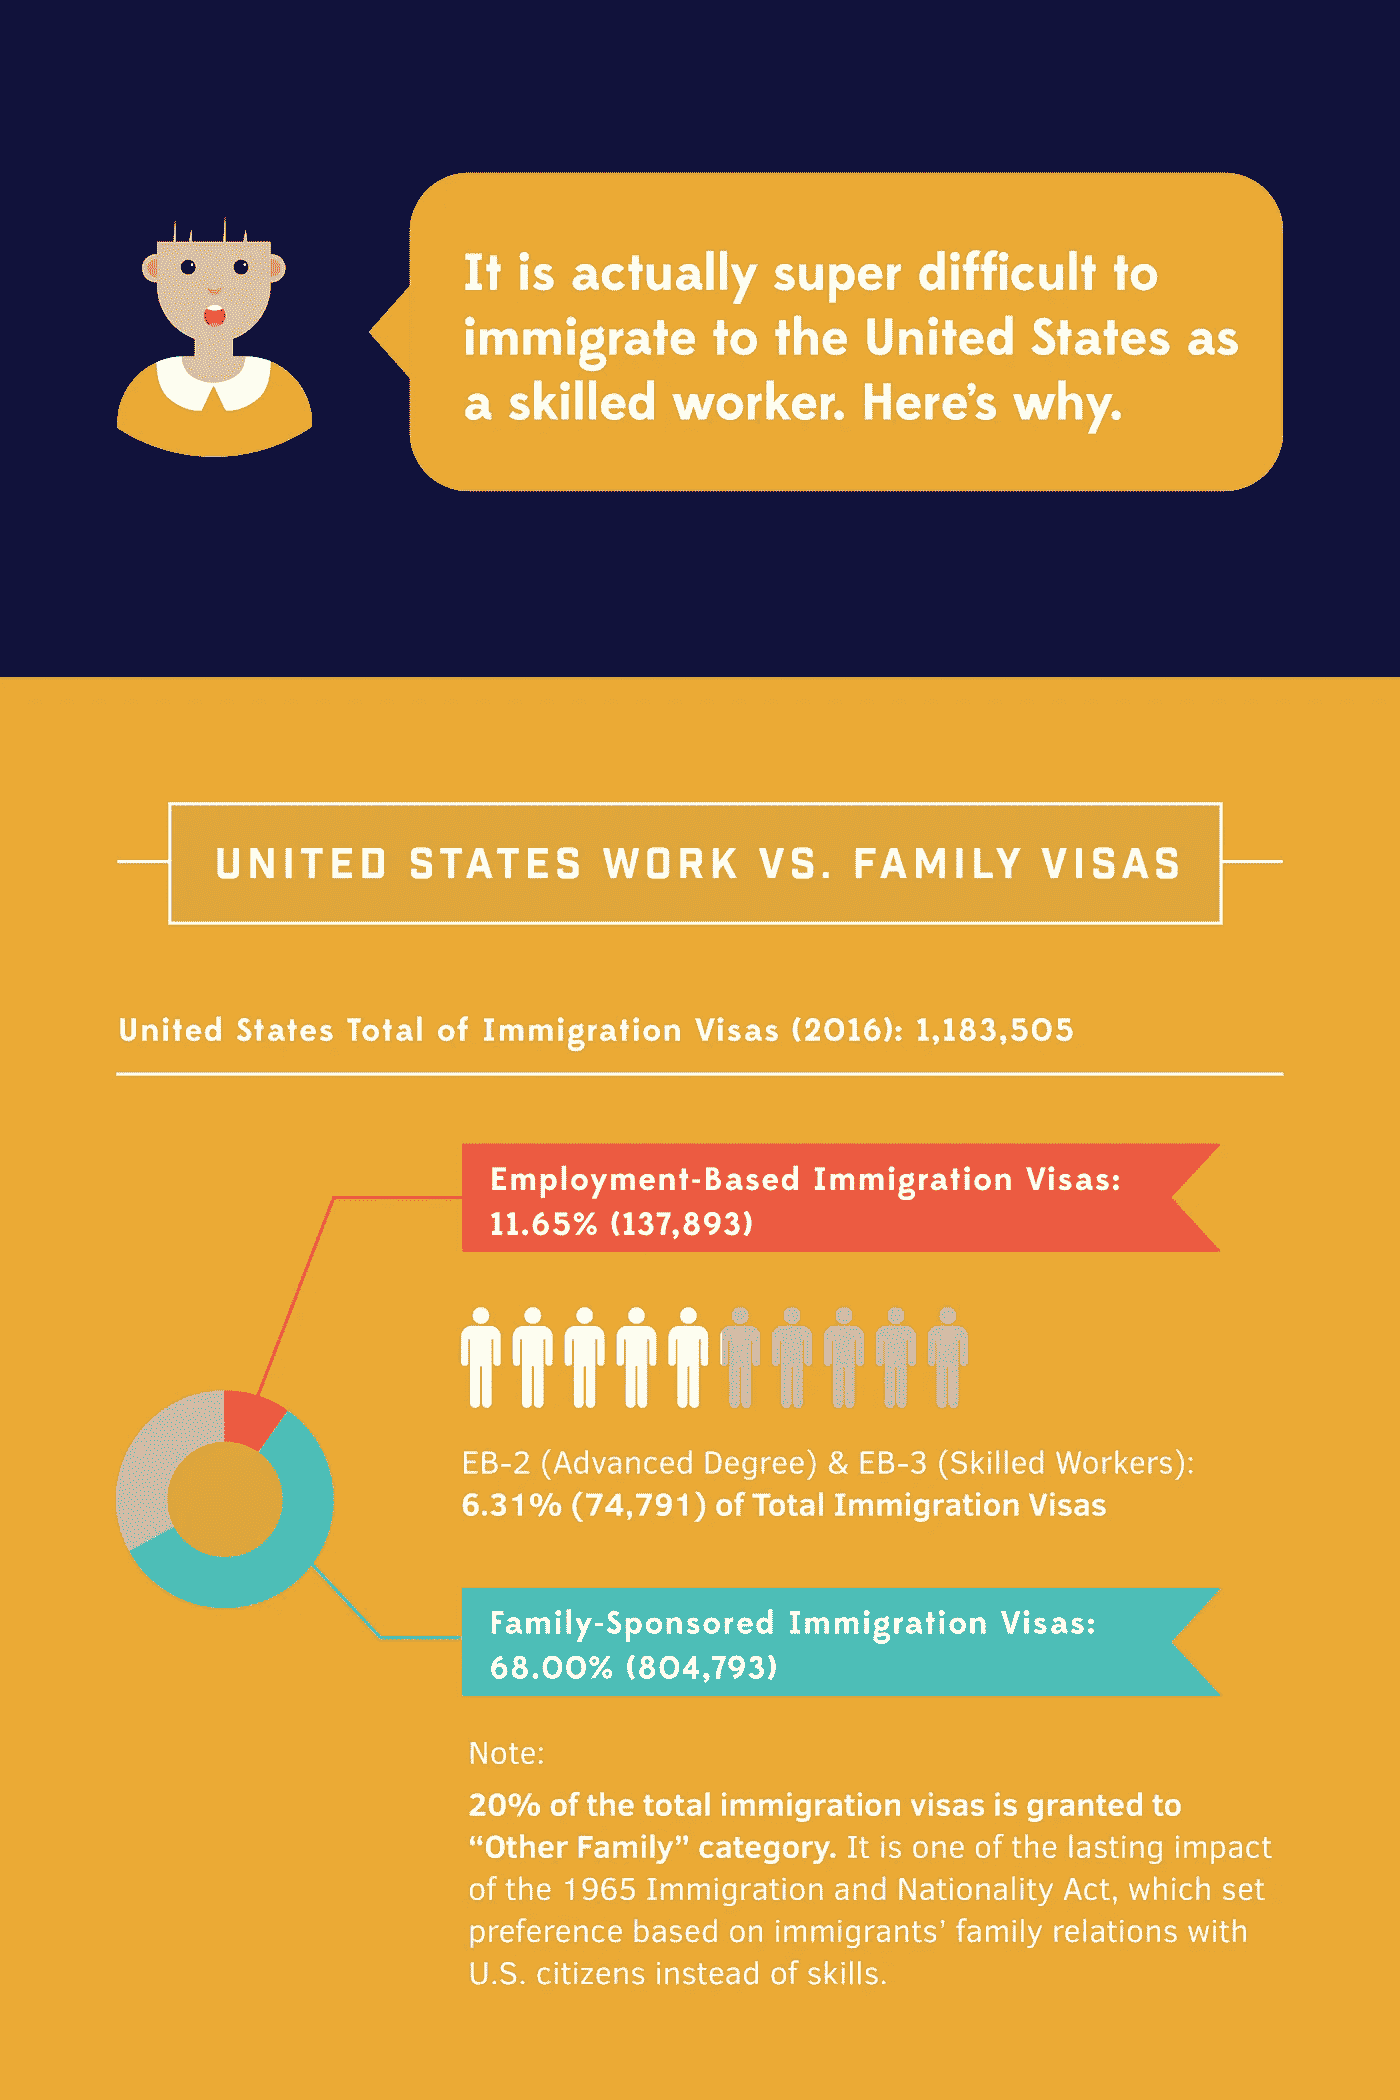 It is actually super difficult to
immigrate to the United States as
a skilled worker. Here’s why.
UNITED STATES WORK VS. FAMILY VISAS
United States Total of Immigration Visas (2016): 1,183,505
Employment-Based Immigration Visas:
11.65% (137,893)
EB-2 (Advanced Degree) & EB-3 (Skilled Workers):
6.31% (74,791) of Total Immigration Visas
Family-Sponsored Immigration Visas:
68.00% (804,793)
Note:
20% of the total immigration visas is granted to
“Other Family” category. It is one of the lasting impact
of the 1965 Immigration and Nationality Act, which set
preference based on immigrants’ family relations with
U.S. citizens instead of skills.